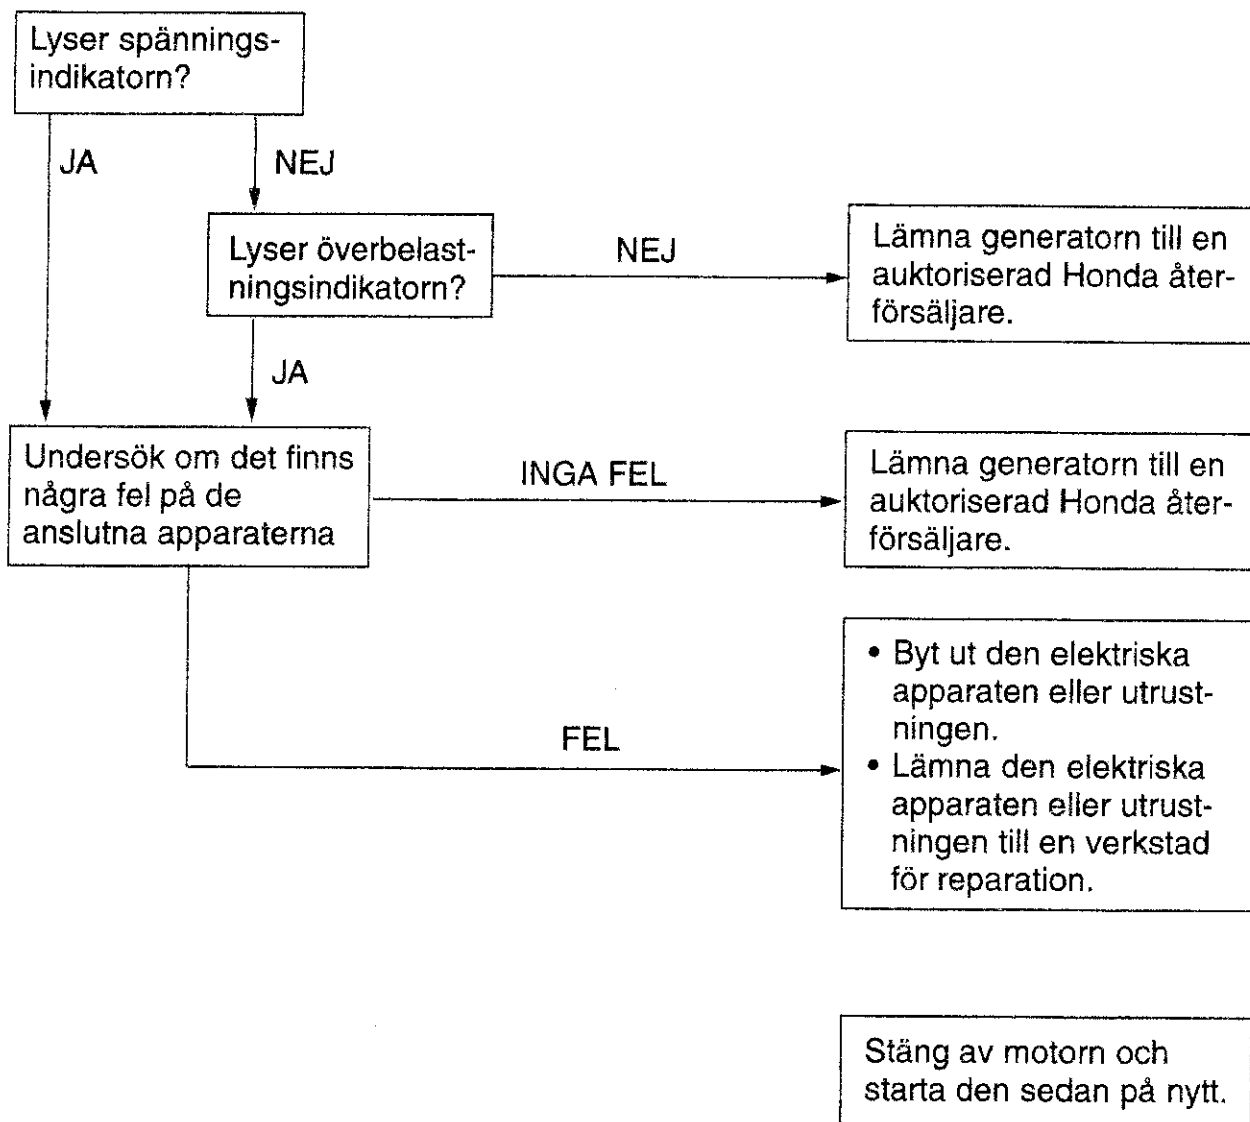 Lyser spännings-
indikatorn?
JA
NEJ
Lyser överbelast-
ningsindikatorn?
NEJ
Lämna generatorn till en
auktoriserad Honda åter-
försäljare.
JA
Undersök om det finns
några fel på de
anslutna apparaterna
INGA FEL
Lämna generatorn till en
auktoriserad Honda åter-
försäljare.
FEL
• Byt ut den elektriska
apparaten eller utrust-
ningen.
• Lämna den elektriska
apparaten eller utrust-
ningen till en verkstad
för reparation.
Stäng av motorn och
starta den sedan på nytt.